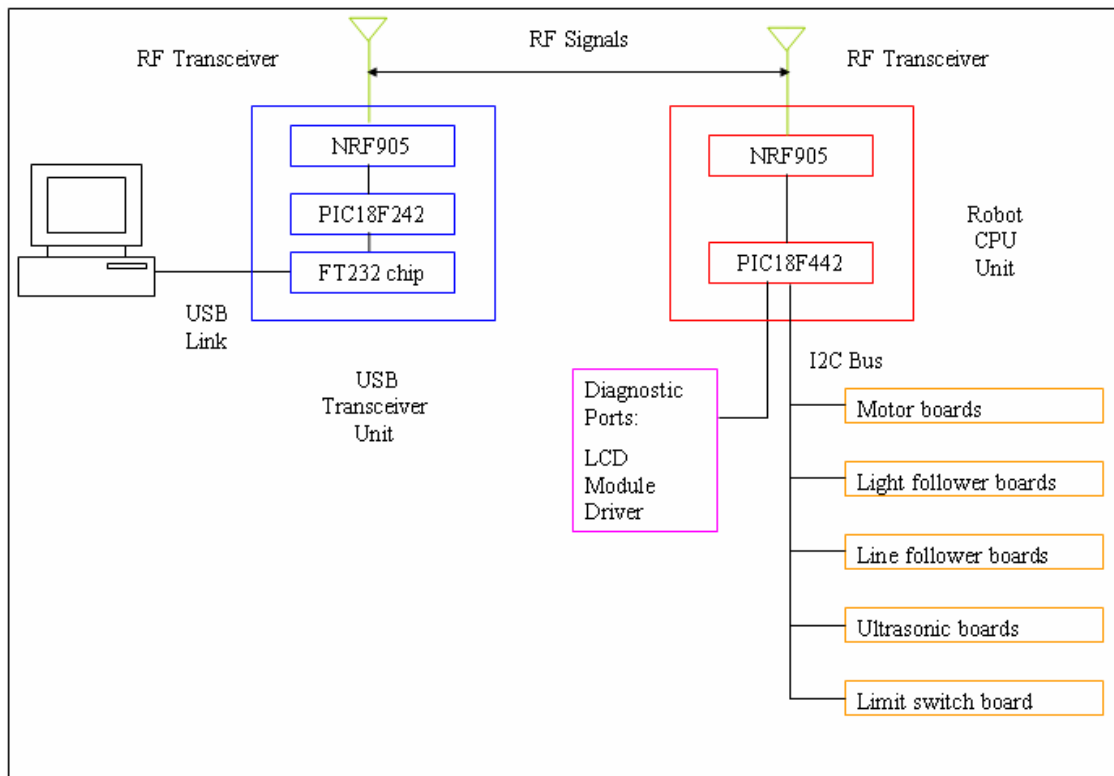 RF Signals
RF Transceiver
RF Transceiver
NRF905
PIC18F242
FT232 chip
USB
Link
USB
Transceiver
Unit
NRF905
PIC18F442
Robot
CPU
Unit
I2C Bus
Diagnostic
Ports:
LCD
Module
Driver
Motor boards
Light follower boards
Line follower boards
Ultrasonic boards
Limit switch board